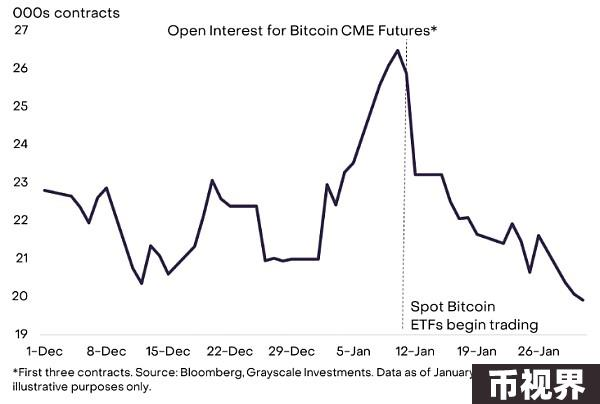 000s contracts
Open Interest for Bitcoin CME Futures*
27
26
25
24
23
22
21
20
19
Spot Bitcoin
ETFs begin trading
1-Dec 8-Dec 15-Dec 22-Dec 29-Dec 5-Jan 12-Jan 19-Jan 26-Jan
*First three contracts. Source: Bloomberg, Grayscale Investments. Data as of January
illustrative purposes only.
币视界